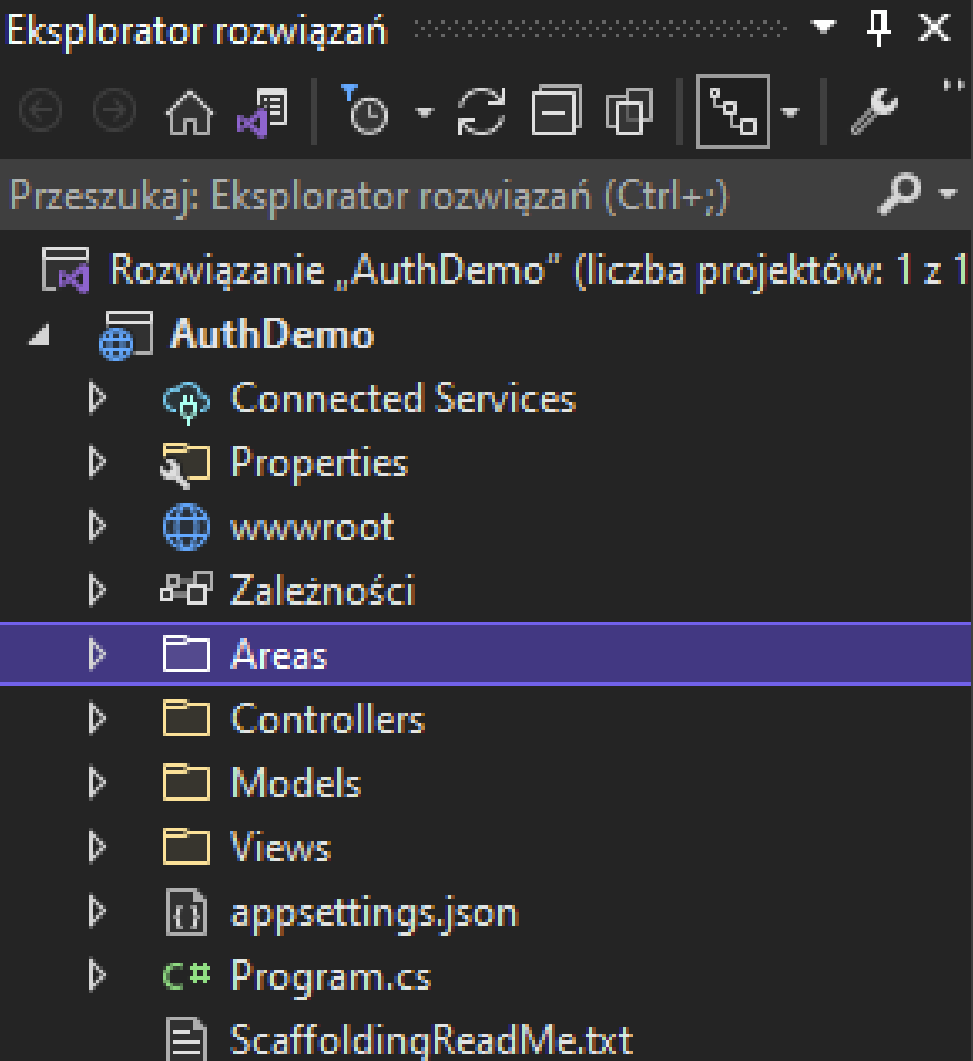 Eksplorator rozwiązań
Przeszukaj: Eksplorator rozwiązań (Ctrl+;)
Rozwiązanie „AuthDemo” (liczba projektów: 1 z 1
AuthDemo
Connected Services
Properties
wwwroot
Zależności
Areas
Controllers
Models
Views
appsettings.json
C# Program.cs
ScaffoldingReadMe.txt